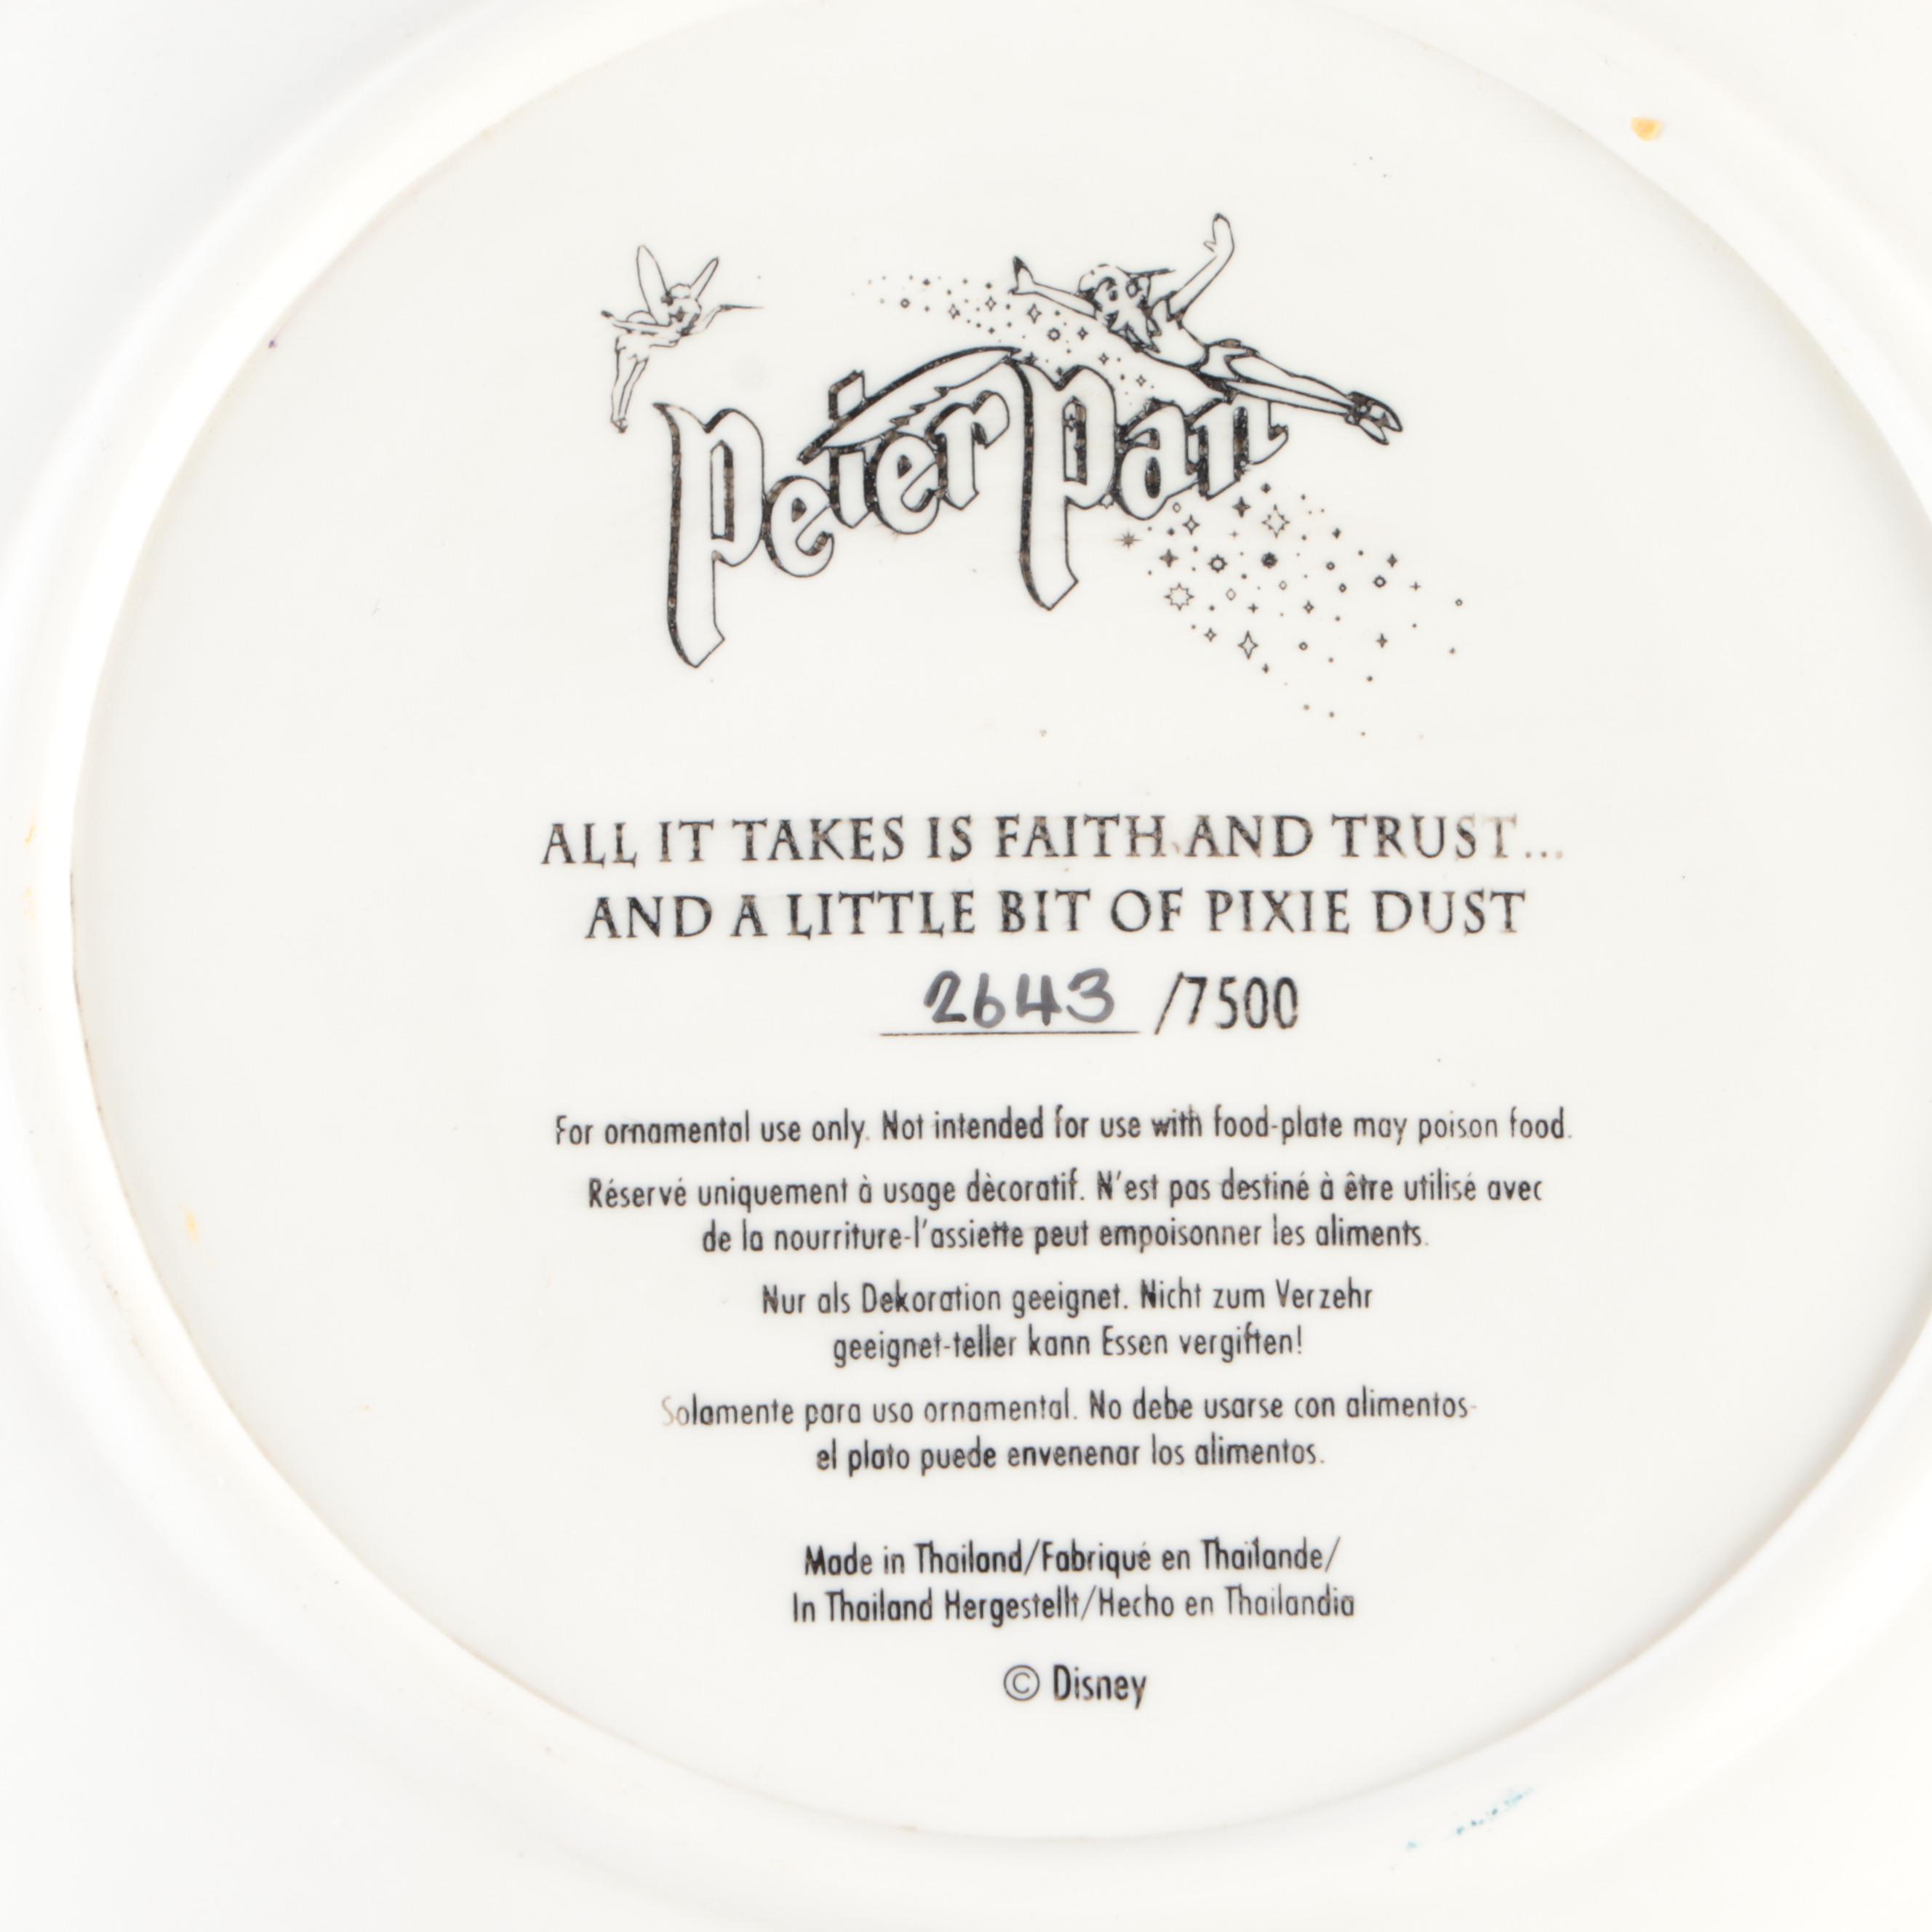 Peter Pan
ALL IT TAKES IS FAITH AND TRUST...
AND A LITTLE BIT OF PIXIE DUST
2643 /7500
For ornamental use only. Not intended for use with food-plate may poison food.
Réservé uniquement à usage dècoratif. N'est pas destiné à être utilisé avec
de la nourriture-l'assiette peut empoisonner les aliments.
Nur als Dekoration geeignet. Nicht zum Verzehr
geeignet-teller kann Essen vergiften!
Solamente para uso ornamental. No debe usarse con alimentos-
el plato puede envenenar los alimentos.
Made in Thailand/Fabriqué en Thaïlande/
In Thailand Hergestellt/Hecho en Thailandia
© Disney